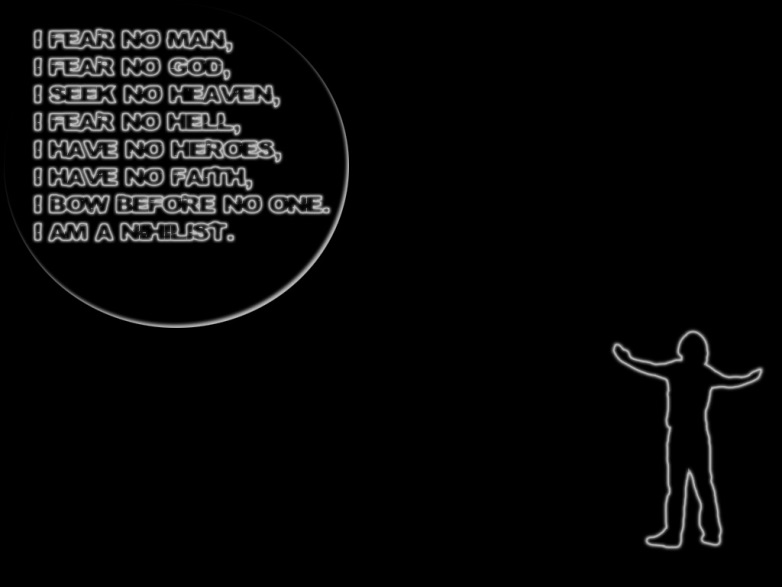 I FEAR NO MAN,
I FEAR NO GOD,
I SEEK NO HEAVEN,
I FEAR NO HELL,
I HAVE NO HEROES,
I HAVE NO FAITH,
I BOW BEFORE NO ONE.
I AM A NIHILIST.